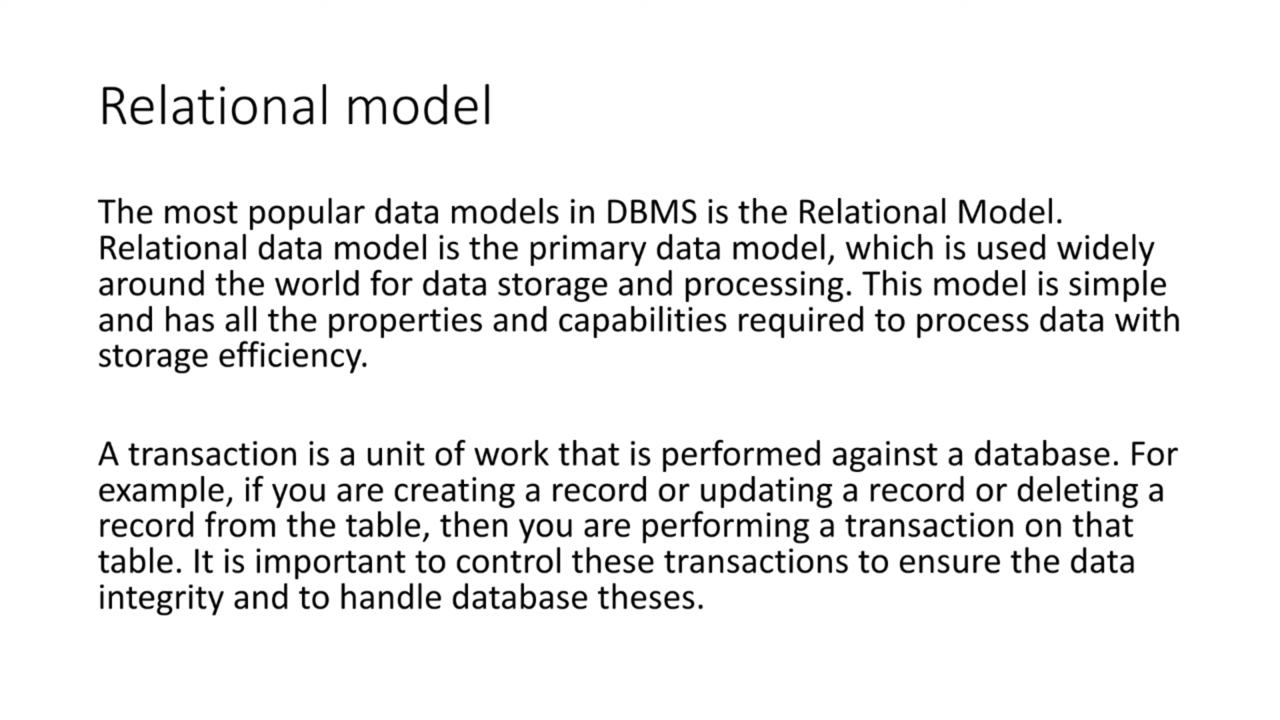 Relational model
The most popular data models in DBMS is the Relational Model.
Relational data model is the primary data model, which is used widely
around the world for data storage and processing. This model is simple
and has all the properties and capabilities required to process data with
storage efficiency.
A transaction is a unit of work that is performed against a database. For
example, if you are creating a record or updating a record or deleting a
record from the table, then you are performing a transaction on that
table. It is important to control these transactions to ensure the data
integrity and to handle database theses.